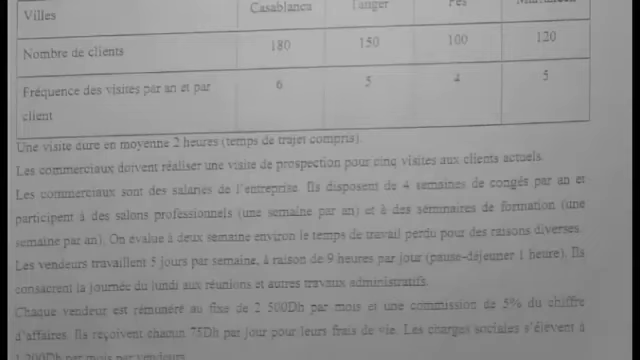 Villes Casablanca Tanger Fès
Nombre de clients 180 150 100 120
Fréquence des visites par an et par 6 5 4 5
client
Une visite dure en moyenne 2 heures (temps de trajet compris).
Les commerciaux doivent réaliser une visite de prospection pour cinq visites aux clients actuels.
Les commerciaux sont des salariés de l'entreprise. Ils disposent de 4 semaines de congés par an et
participent à des salons professionnels (une semaine par an) et à des séminaires de formation (une
semaine par an). On évalue à deux semaine environ le temps de travail perdu pour des raisons diverses.
Les vendeurs travaillent 5 jours par semaine, à raison de 9 heures par jour (pause-déjeuner 1 heure). Ils
consacrent la journée du lundi aux réunions et autres travaux administratifs.
Chaque vendeur est rémunéré au fixe de 2 500Dh par mois et une commission de 5% du chiffre
d'affaires. Ils reçoivent chacun 75Dh par jour pour leurs frais de vie. Les charges sociales s'élèvent à
1 200Dh par mois par vendeurs